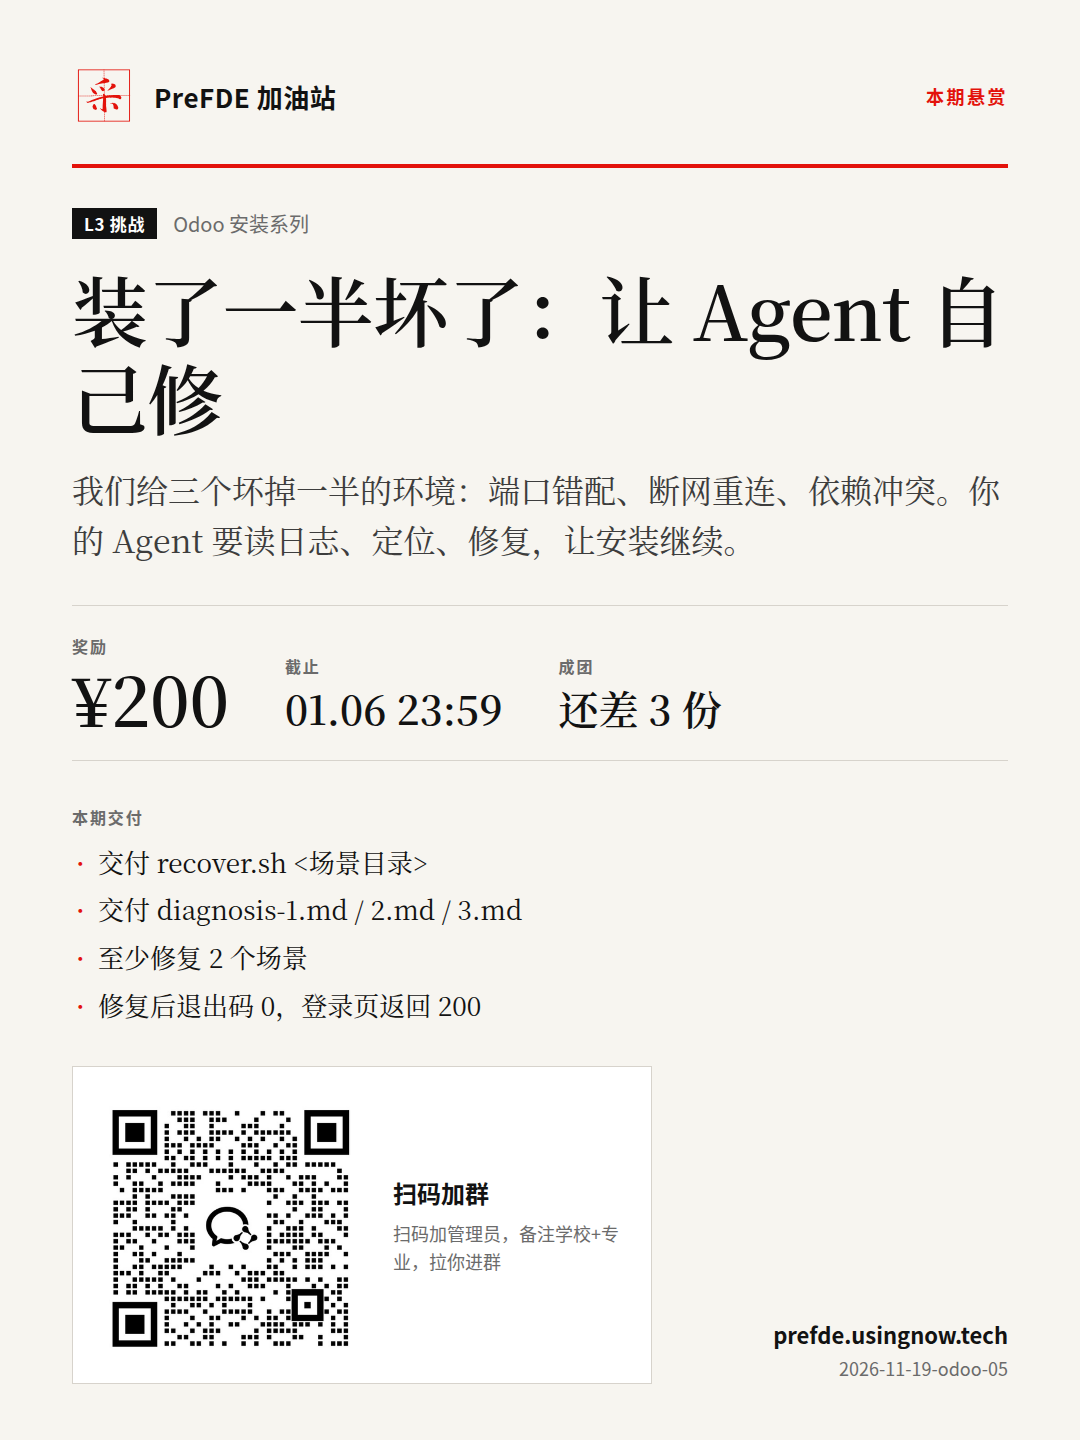 采
PreFDE 加油站
本期悬赏
L3 挑战
Odoo 安装系列
装了一半坏了：让 Agent 自
己修
我们给三个坏掉一半的环境：端口错配、断网重连、依赖冲突。你
的 Agent 要读日志、定位、修复，让安装继续。
奖励
¥200
截止
01.06 23:59
成团
还差 3 份
本期交付
· 交付 recover.sh <场景目录>
· 交付 diagnosis-1.md / 2.md / 3.md
· 至少修复 2 个场景
· 修复后退出码 0，登录页返回 200
扫码加群
扫码加管理员，备注学校+专
业，拉你进群
prefde.usingnow.tech
2026-11-19-odoo-05